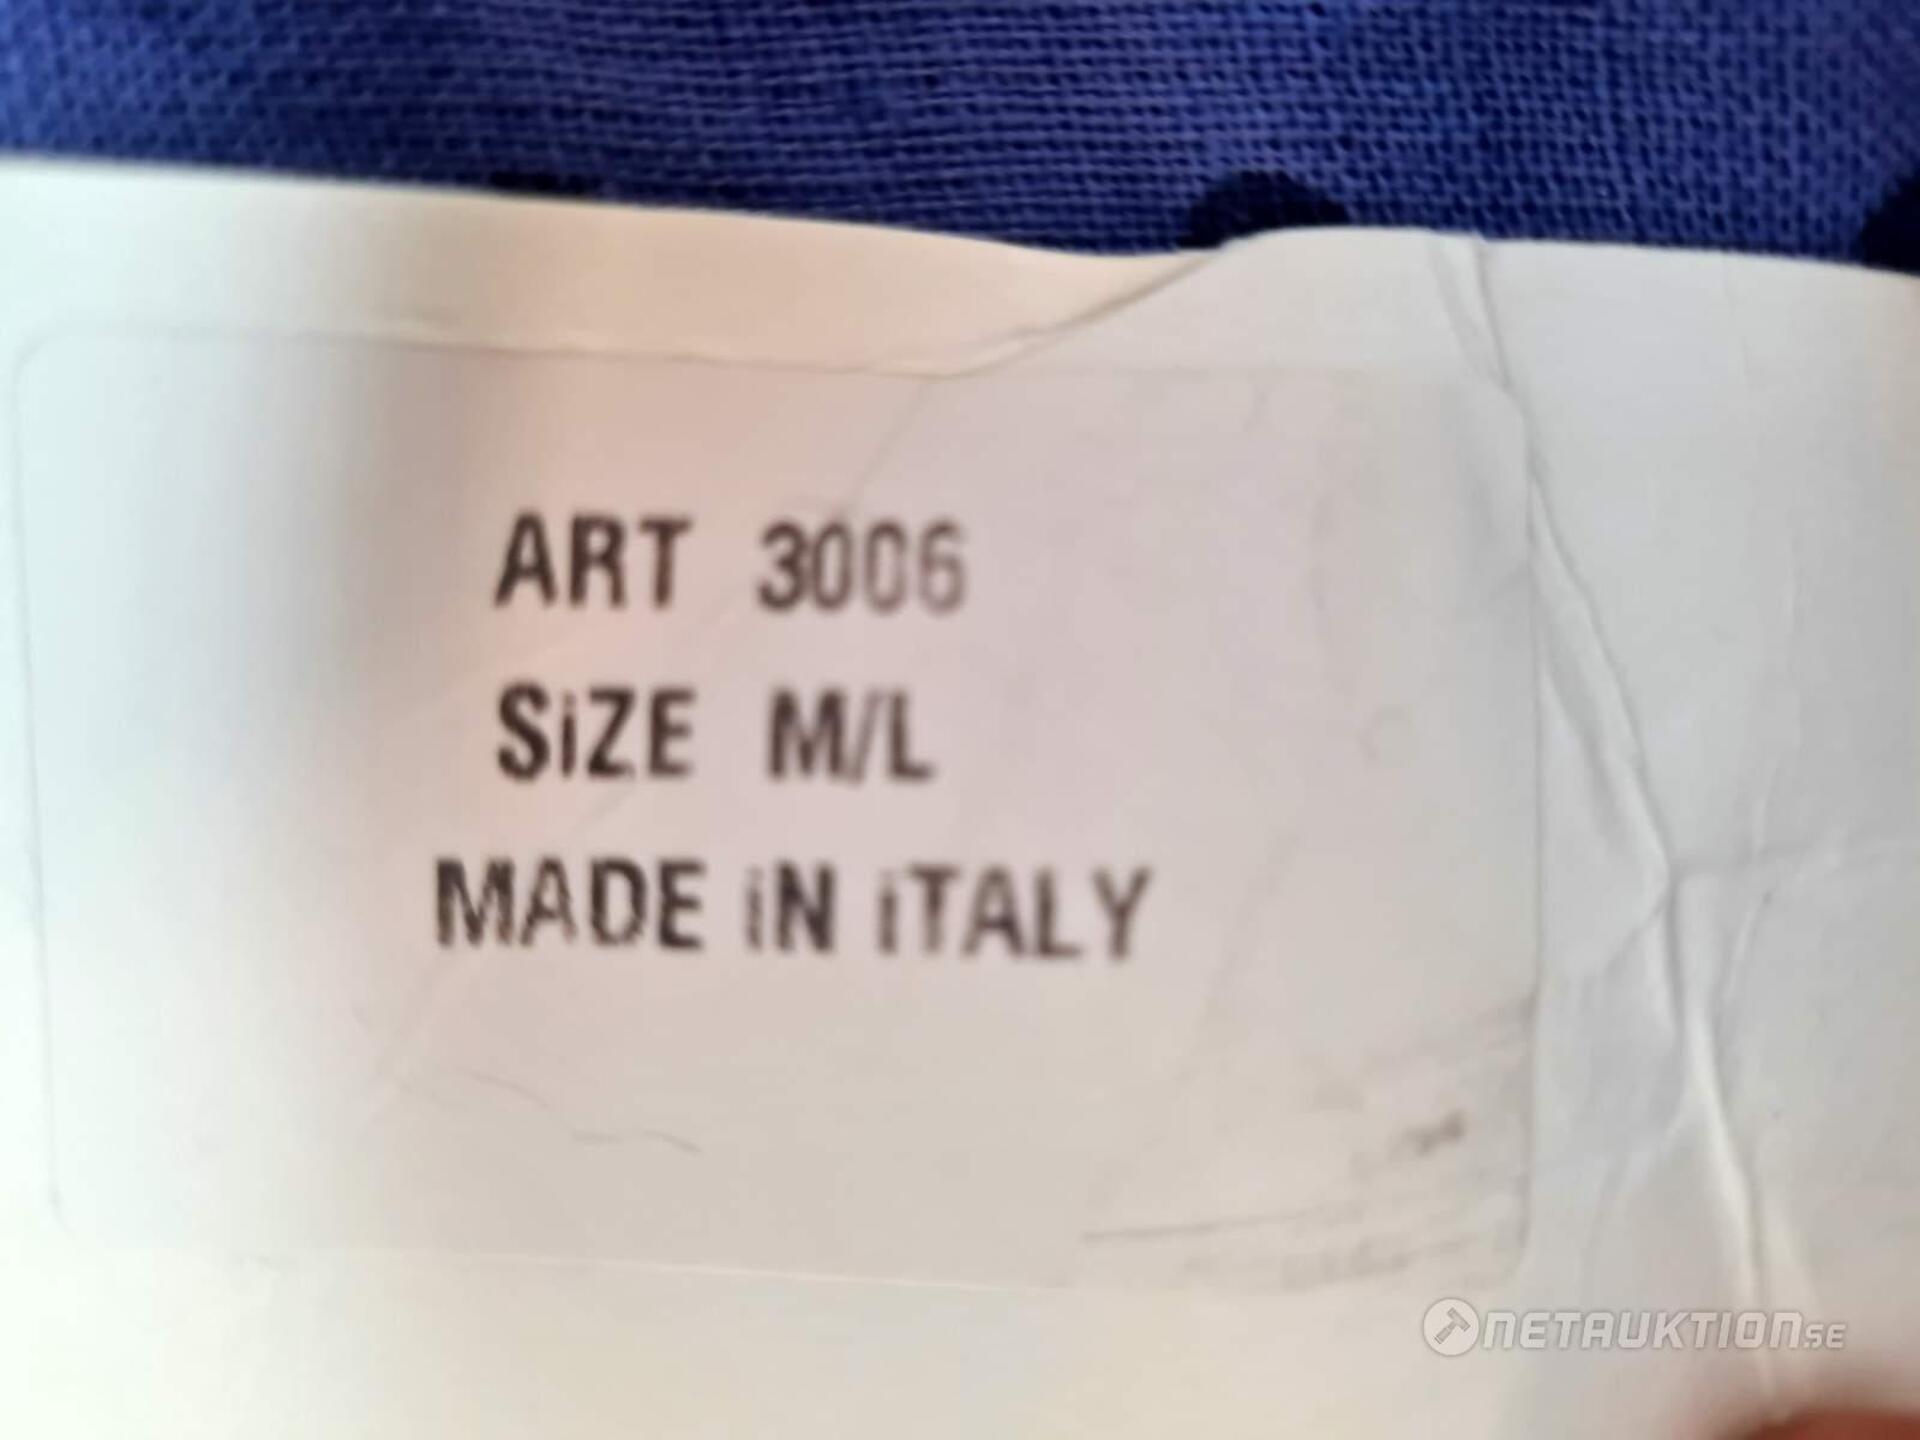 ART 3006
SiZE M/L
MADE iN iTALY
NETAUKTION.SE